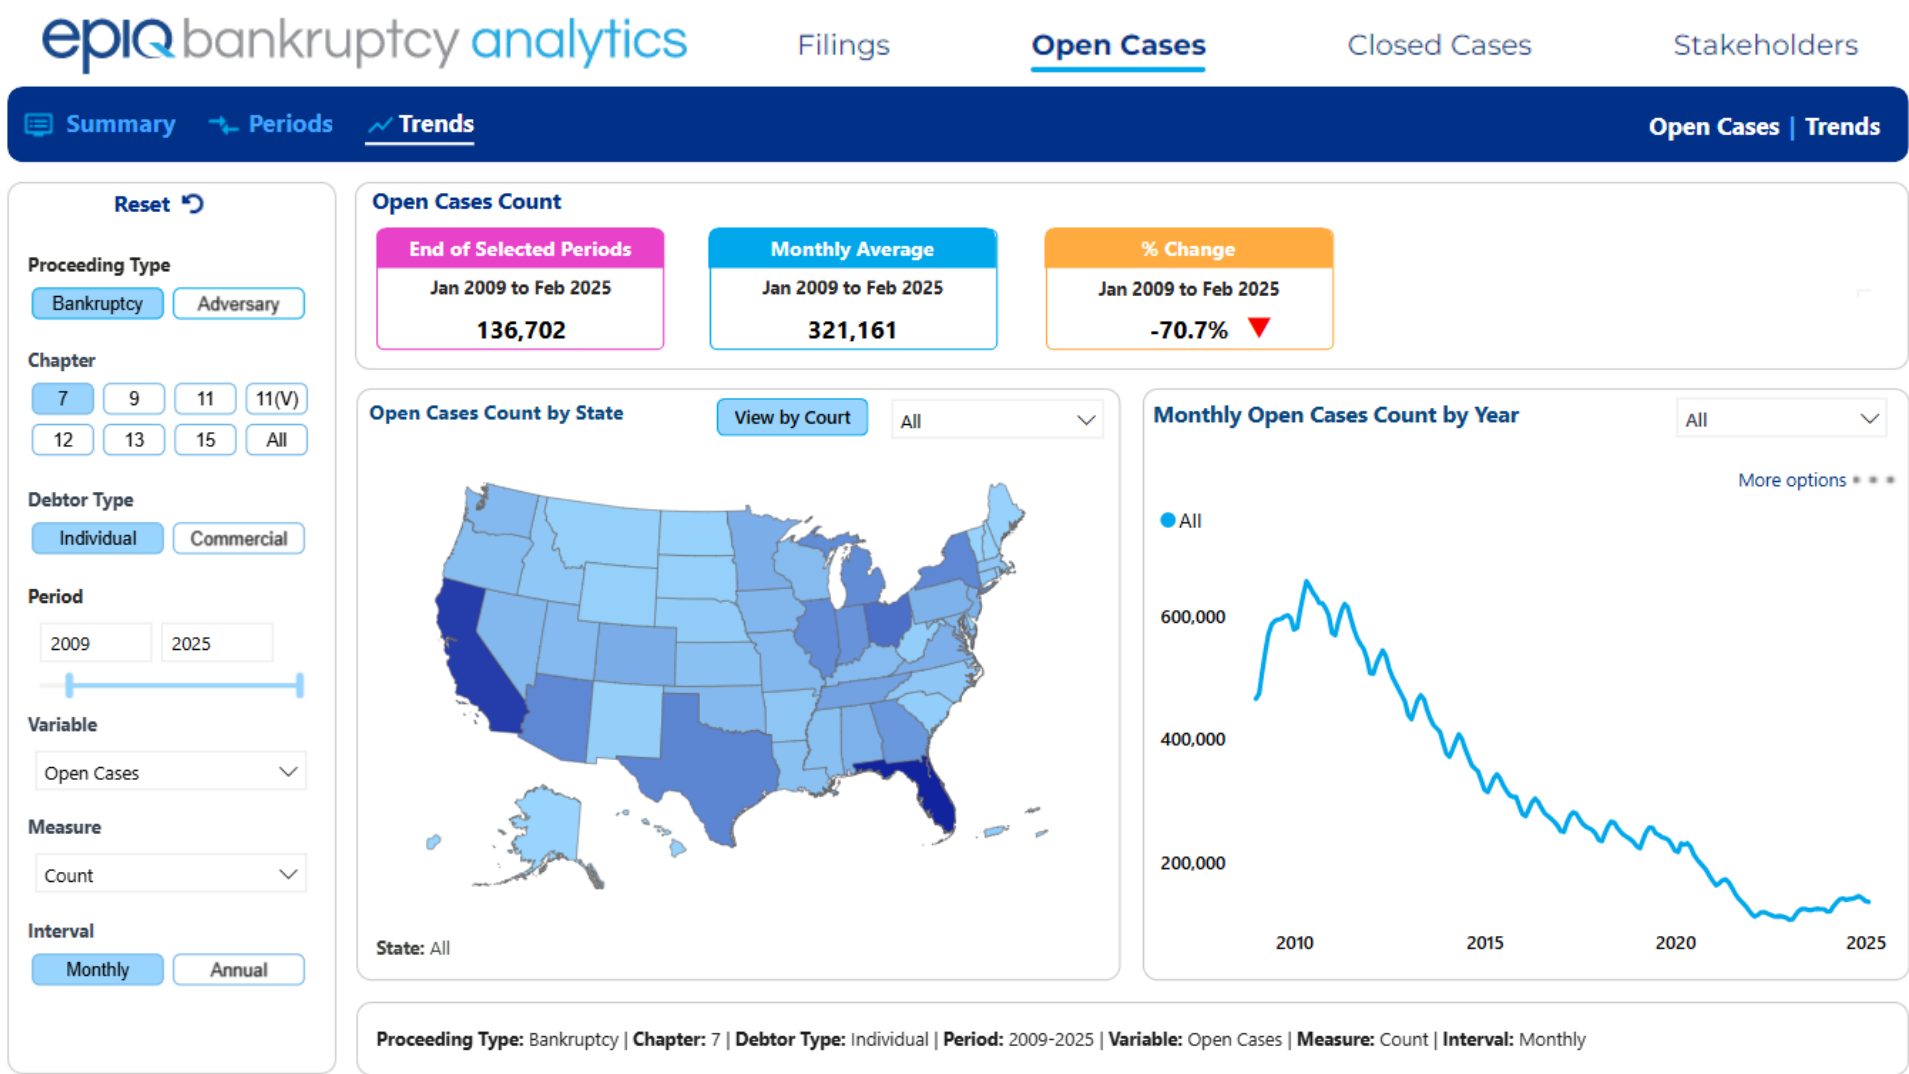 epIQ bankruptcy analytics
Filings
Open Cases
Closed Cases
Stakeholders
Summary
Periods
Trends
Open Cases | Trends
Reset
Proceeding Type
Bankruptcy
Adversary
Chapter
7
9
11
11(V)
12
13
15
All
Debtor Type
Individual
Commercial
Period
2009
2025
Variable
Open Cases
Measure
Count
Interval
Monthly
Annual
Open Cases Count
End of Selected Periods
Jan 2009 to Feb 2025
136,702
Monthly Average
Jan 2009 to Feb 2025
321,161
% Change
Jan 2009 to Feb 2025
-70.7%
Open Cases Count by State
View by Court
All
State: All
Monthly Open Cases Count by Year
All
More options
All
600,000
400,000
200,000
2010
2015
2020
2025
Proceeding Type: Bankruptcy | Chapter: 7 | Debtor Type: Individual | Period: 2009-2025 | Variable: Open Cases | Measure: Count | Interval: Monthly